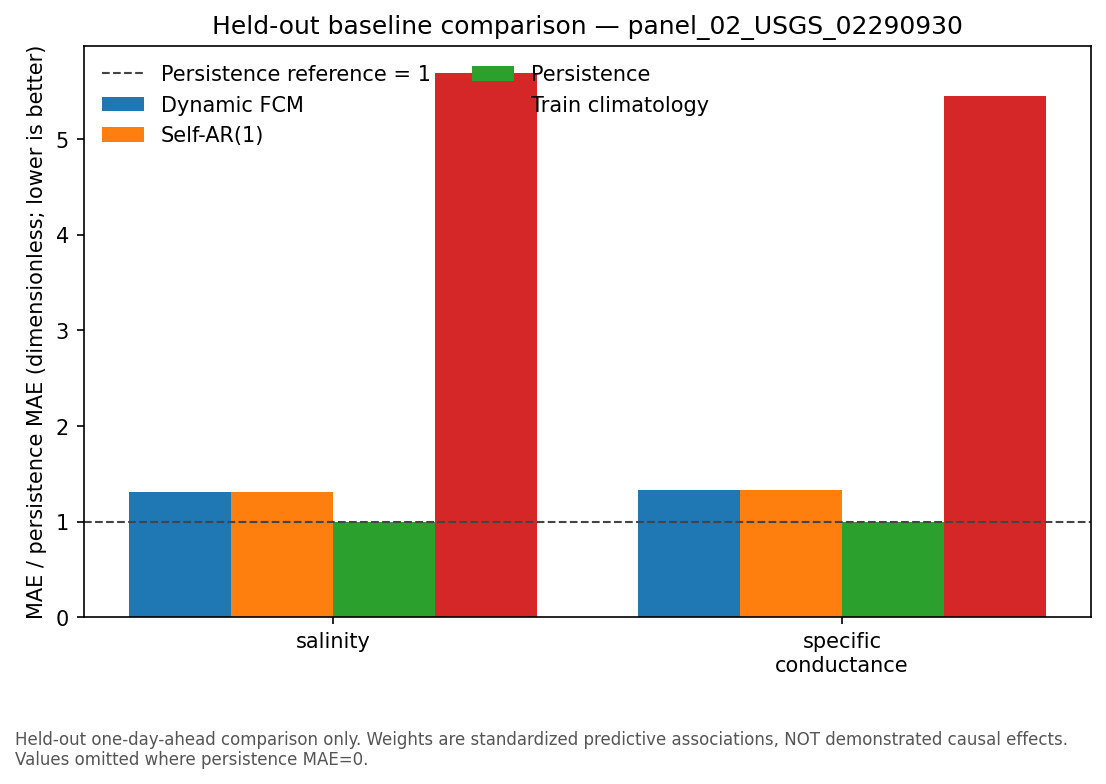 Held-out baseline comparison — panel_02_USGS_02290930
MAE / persistence MAE (dimensionless; lower is better)
Persistence reference = 1
Dynamic FCM
Self-AR(1)
Persistence
Train climatology
5
4
3
2
1
0
salinity
specific
conductance
Held-out one-day-ahead comparison only. Weights are standardized predictive associations, NOT demonstrated causal effects.
Values omitted where persistence MAE=0.